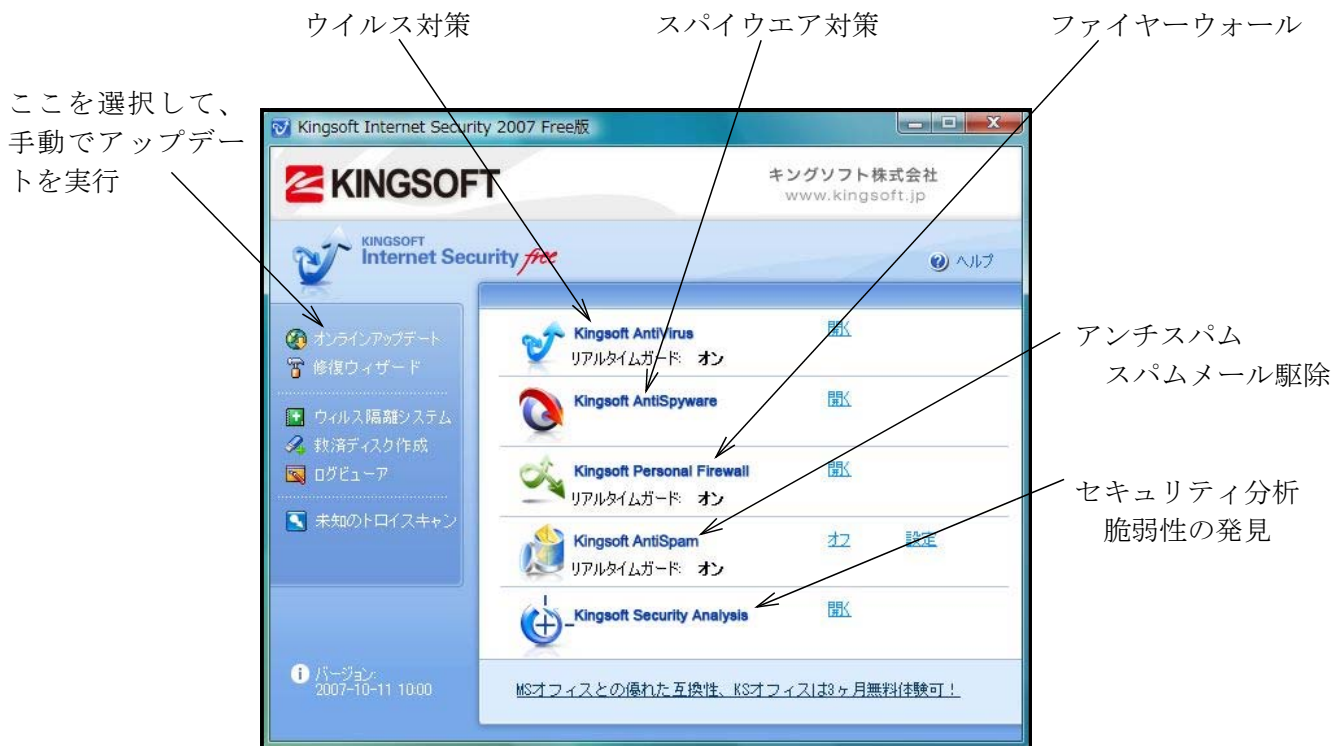 ウイルス対策
スパイウエア対策
ファイヤーウォール
ここを選択して、
手動でアップデー
トを実行
Kingsoft Internet Security 2007 Free版
KINGSOFT
キングソフト株式会社
www.kingsoft.jp
KINGSOFT
Internet Security free
ヘルプ
オンラインアップデート
修復ウィザード
ウィルス隔離システム
救済ディスク作成
ログビューア
未知のトロイスキャン
バージョン:
2007-10-11 10:00
Kingsoft AntiVirus 開く
リアルタイムガード: オン
Kingsoft AntiSpyware 開く
Kingsoft Personal Firewall 開く
リアルタイムガード: オン
Kingsoft AntiSpam オフ 設定
リアルタイムガード: オン
Kingsoft Security Analysis 開く
MSオフィスとの優れた互換性、KSオフィスは3ヶ月無料体験可！
アンチスパム
スパムメール駆除
セキュリティ分析
脆弱性の発見